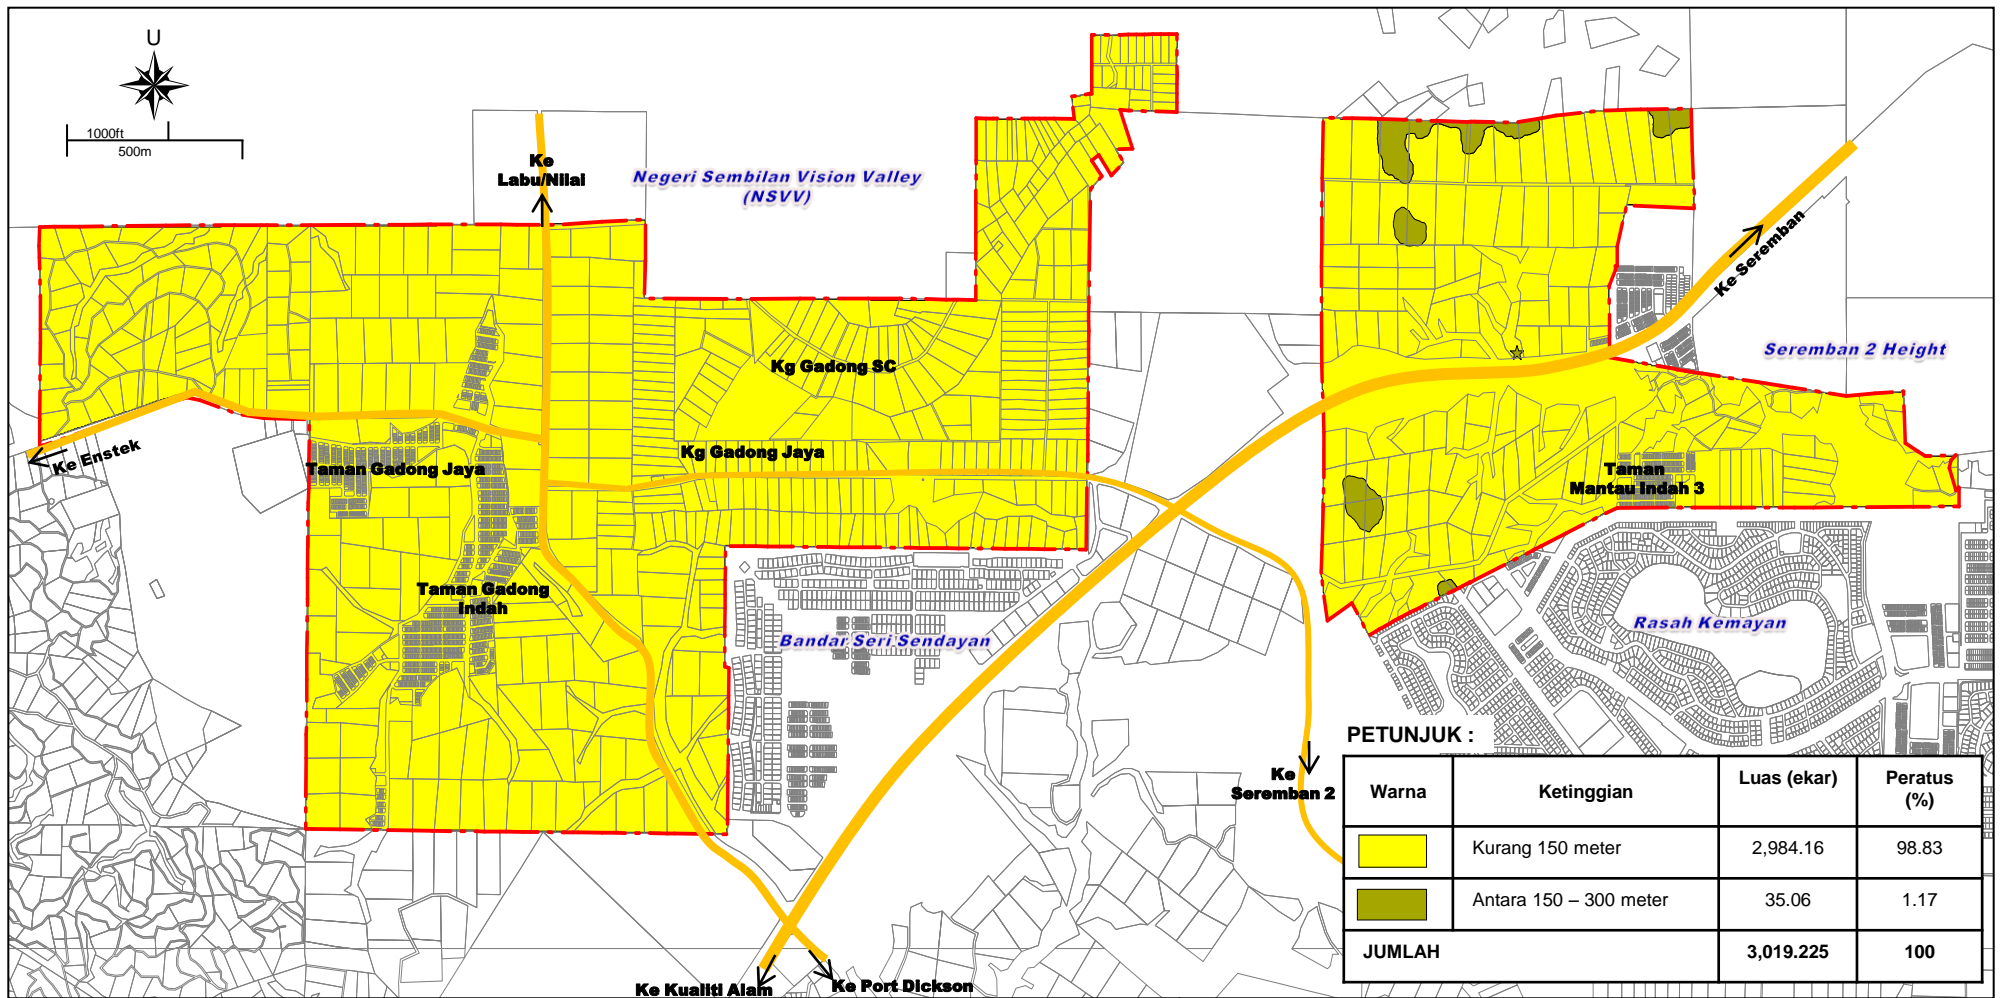 U
1000ft
500m
Ke
Labu/Nilai
Negeri Sembilan Vision Valley
(NSVV)
Ke Seremban
Seremban 2 Height
Kg Gadong SC
Kg Gadong Jaya
Ke Enstek
Taman Gadong Jaya
Taman
Mantau Indah 3
Taman Gadong
Indah
Bandar Seri Sendayan
Rasah Kemayan
Ke
Seremban 2
Ke Kualiti Alam
Ke Port Dickson
PETUNJUK :
Warna Ketinggian Luas (ekar) Peratus
(%)
Kurang 150 meter 2,984.16 98.83
Antara 150 – 300 meter 35.06 1.17
JUMLAH 3,019.225 100